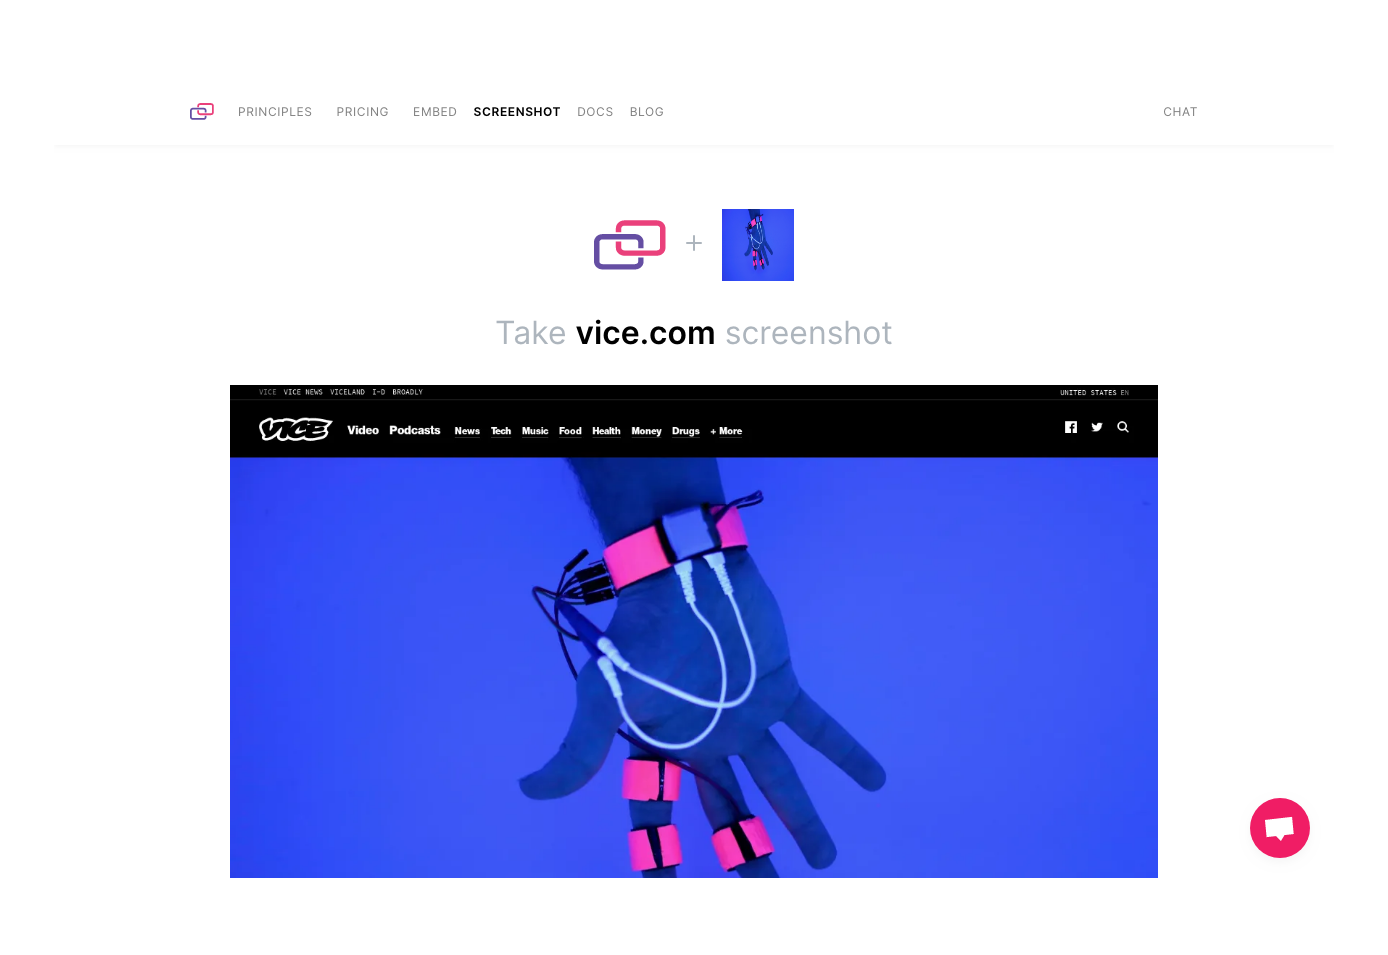 PRINCIPLES PRICING EMBED SCREENSHOT DOCS BLOG CHAT
+
Take vice.com screenshot
VICE VICE NEWS VICELAND I-D BROADLY UNITED STATES EN
VICE Video Podcasts News Tech Music Food Health Money Drugs + More